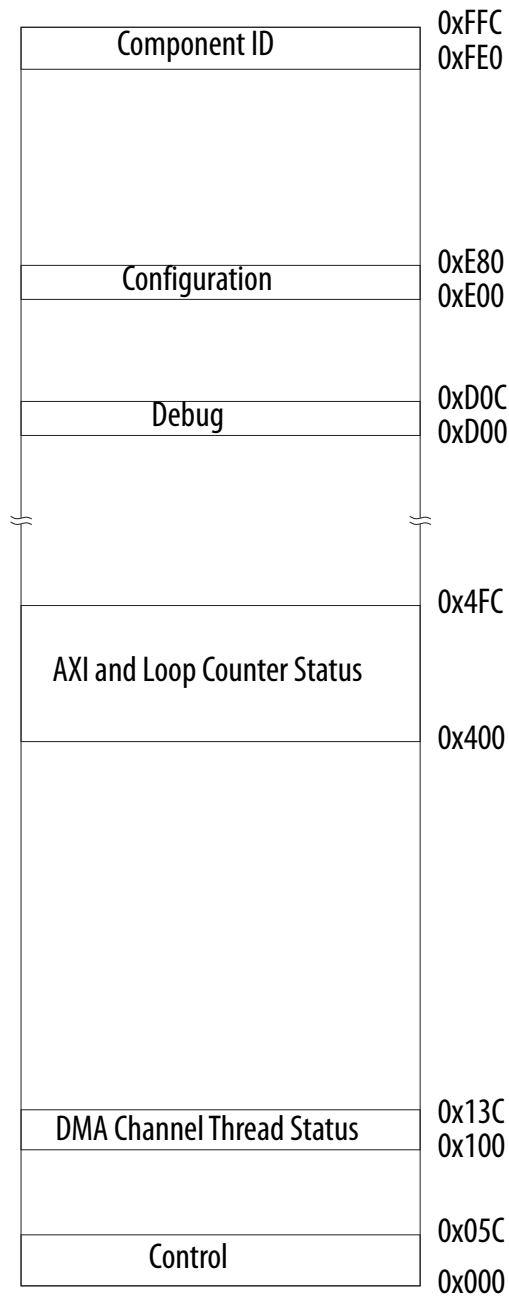 0xFFC
Component ID
0xFE0
0xE80
Configuration
0xE00
0xD0C
Debug
0xD00
0x4FC
AXI and Loop Counter Status
0x400
0x13C
DMA Channel Thread Status
0x100
0x05C
Control
0x000